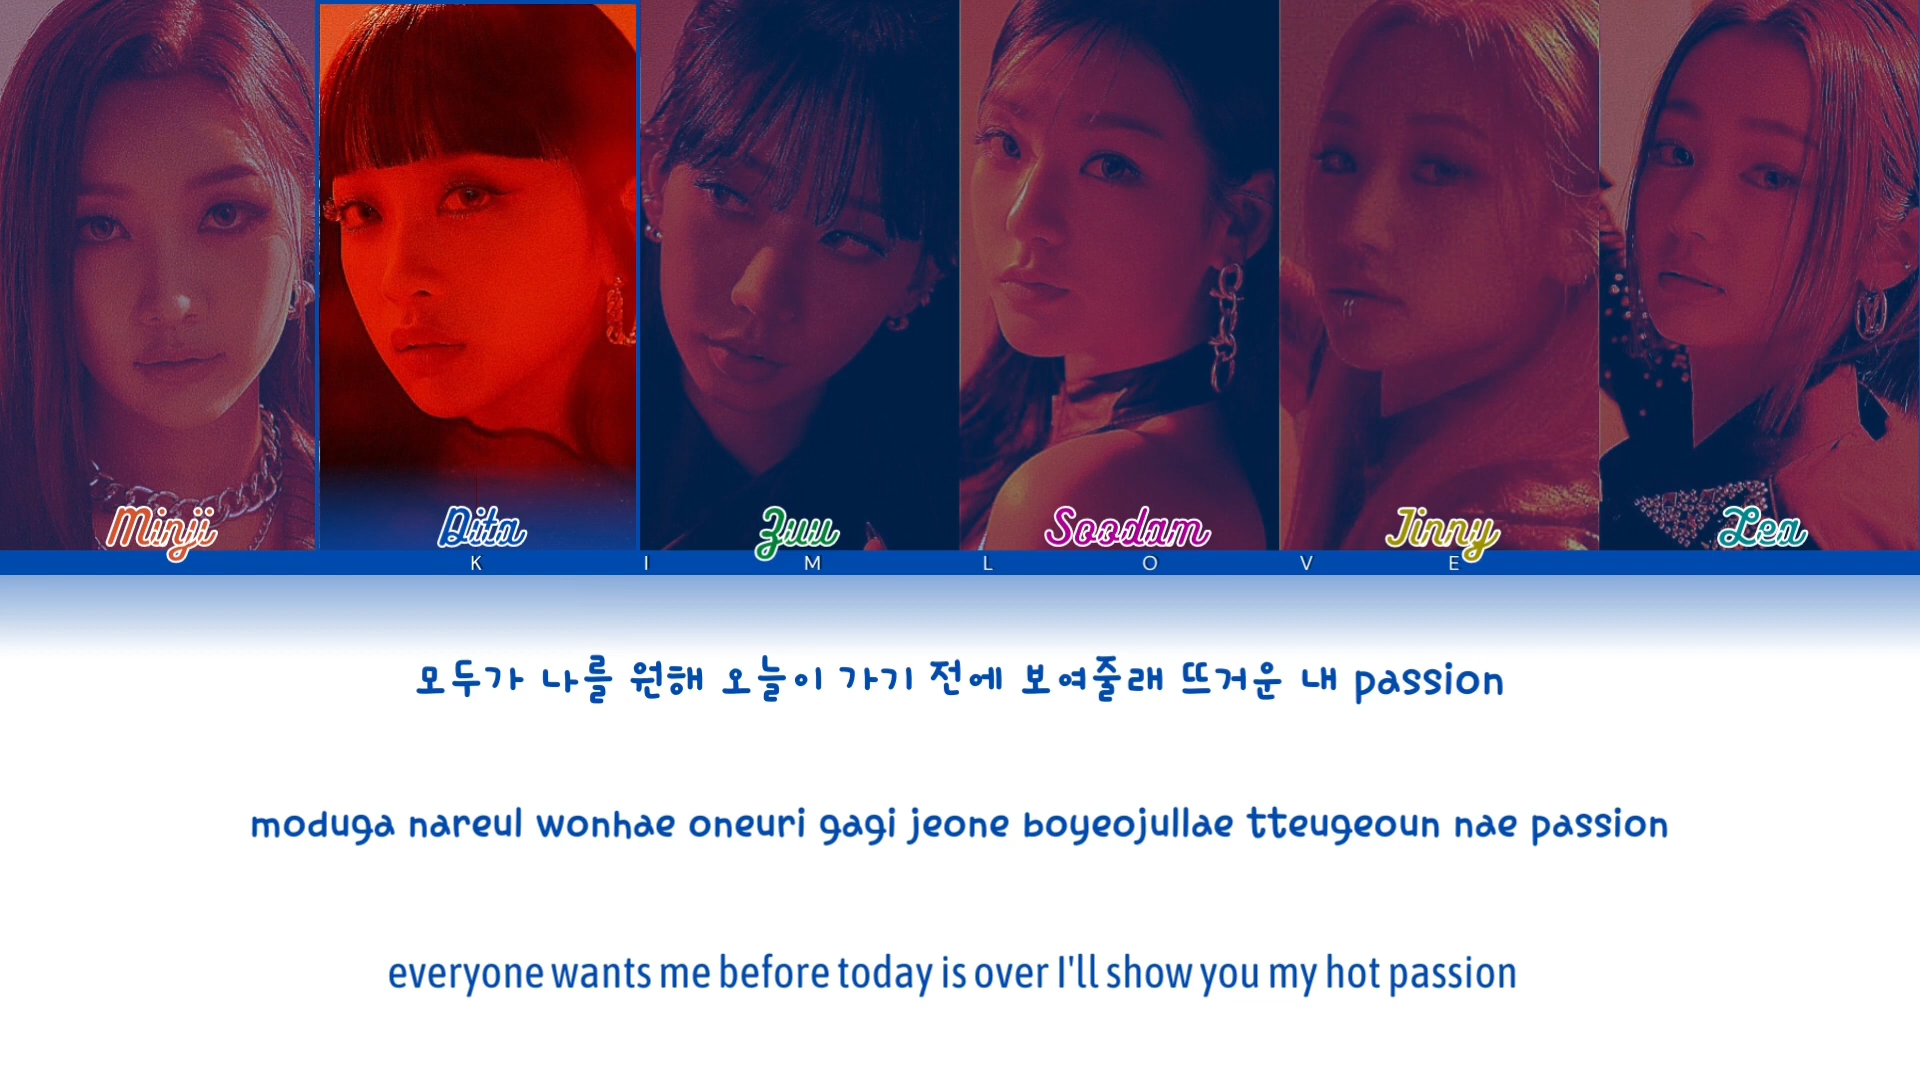 Minji Dita Zuu Soodam Jinny Lea
K I M L O V E
모두가 나를 원해 오늘이 가기 전에 보여줄래 뜨거운 내 passion
moduga nareul wonhae oneuri gagi jeone boyeojullae tteugeoun nae passion
everyone wants me before today is over I'll show you my hot passion